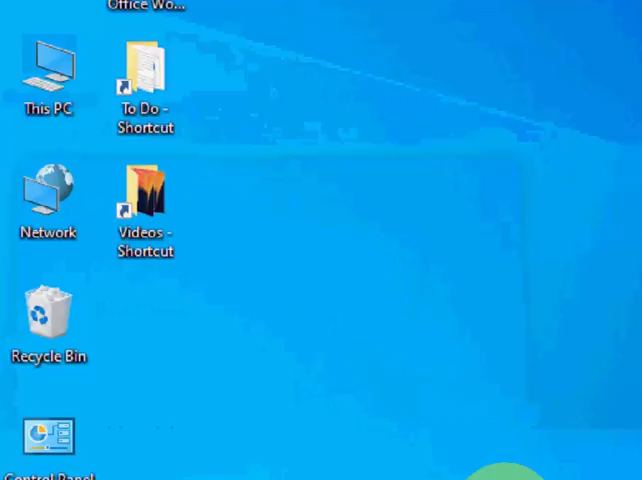 Office Wo...
This PC
To Do -
Shortcut
Network
Videos -
Shortcut
Recycle Bin
Control Panel